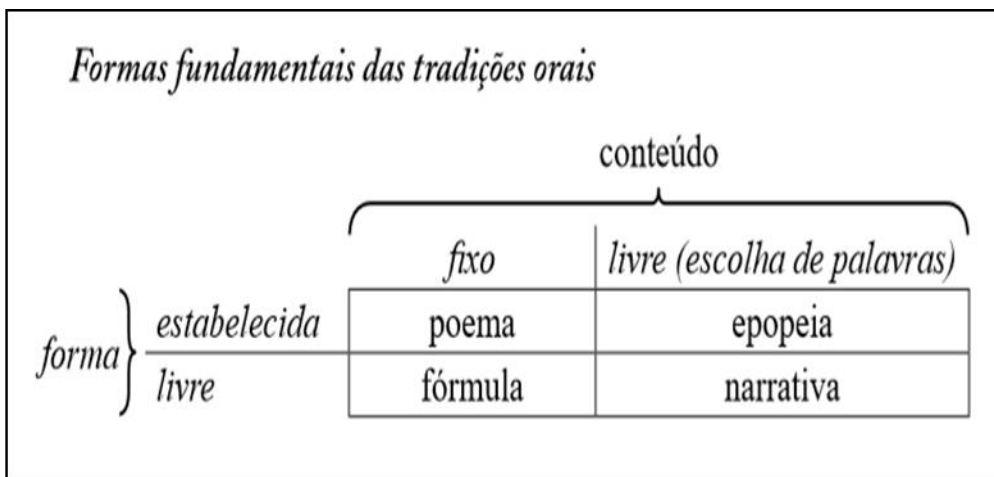 Formas fundamentais das tradições orais
conteúdo
fixo livre (escolha de palavras)
forma estabelecida poema epopeia
livre fórmula narrativa